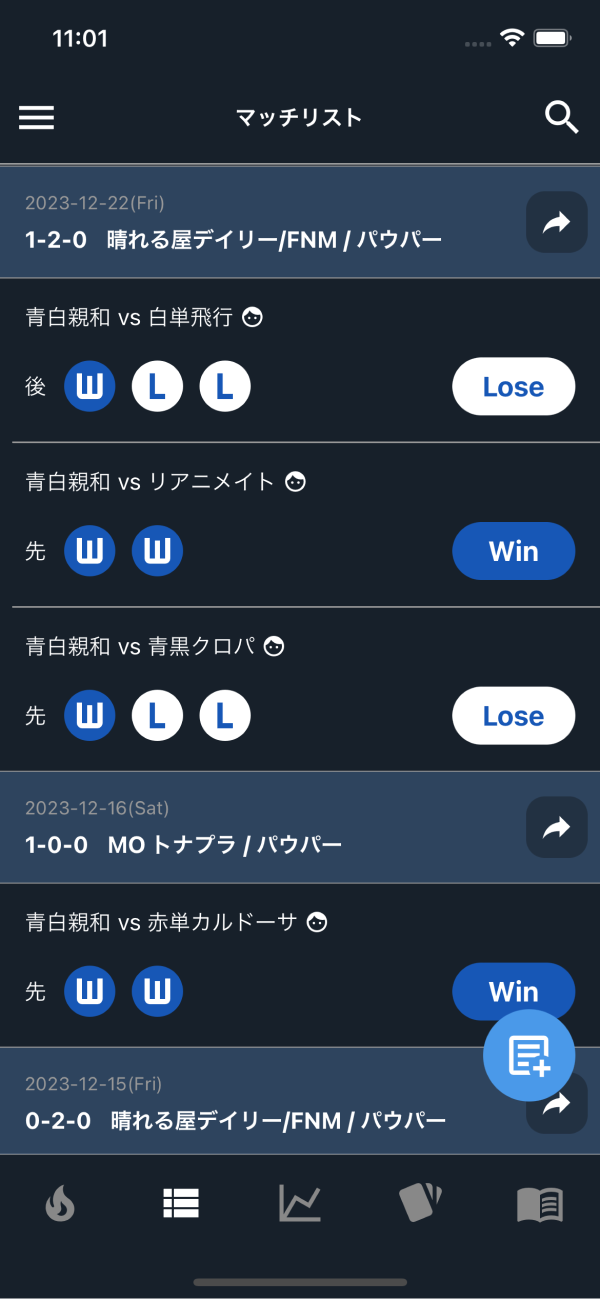 11:01
マッチリスト
2023-12-22(Fri)
1-2-0 晴れる屋デイリー/FNM / パウパー
青白親和 vs 白単飛行
後 W L L Lose
青白親和 vs リアニメイト
先 W W Win
青白親和 vs 青黒クロパ
先 W L L Lose
2023-12-16(Sat)
1-0-0 MO トナプラ / パウパー
青白親和 vs 赤単カルドーサ
先 W W Win
2023-12-15(Fri)
0-2-0 晴れる屋デイリー/FNM / パウパー